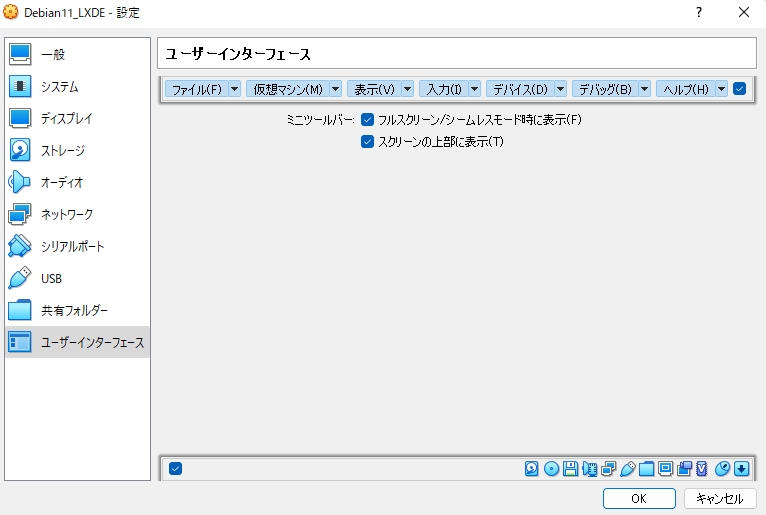 Debian11_LXDE - 設定
?
一般
システム
ディスプレイ
ストレージ
オーディオ
ネットワーク
シリアルポート
USB
共有フォルダー
ユーザーインターフェース
ユーザーインターフェース
ファイル(F) 仮想マシン(M) 表示(V) 入力(I) デバイス(D) デバッグ(B) ヘルプ(H)
ミニツールバー: フルスクリーン/シームレスモード時に表示(F)
スクリーンの上部に表示(T)
OK キャンセル